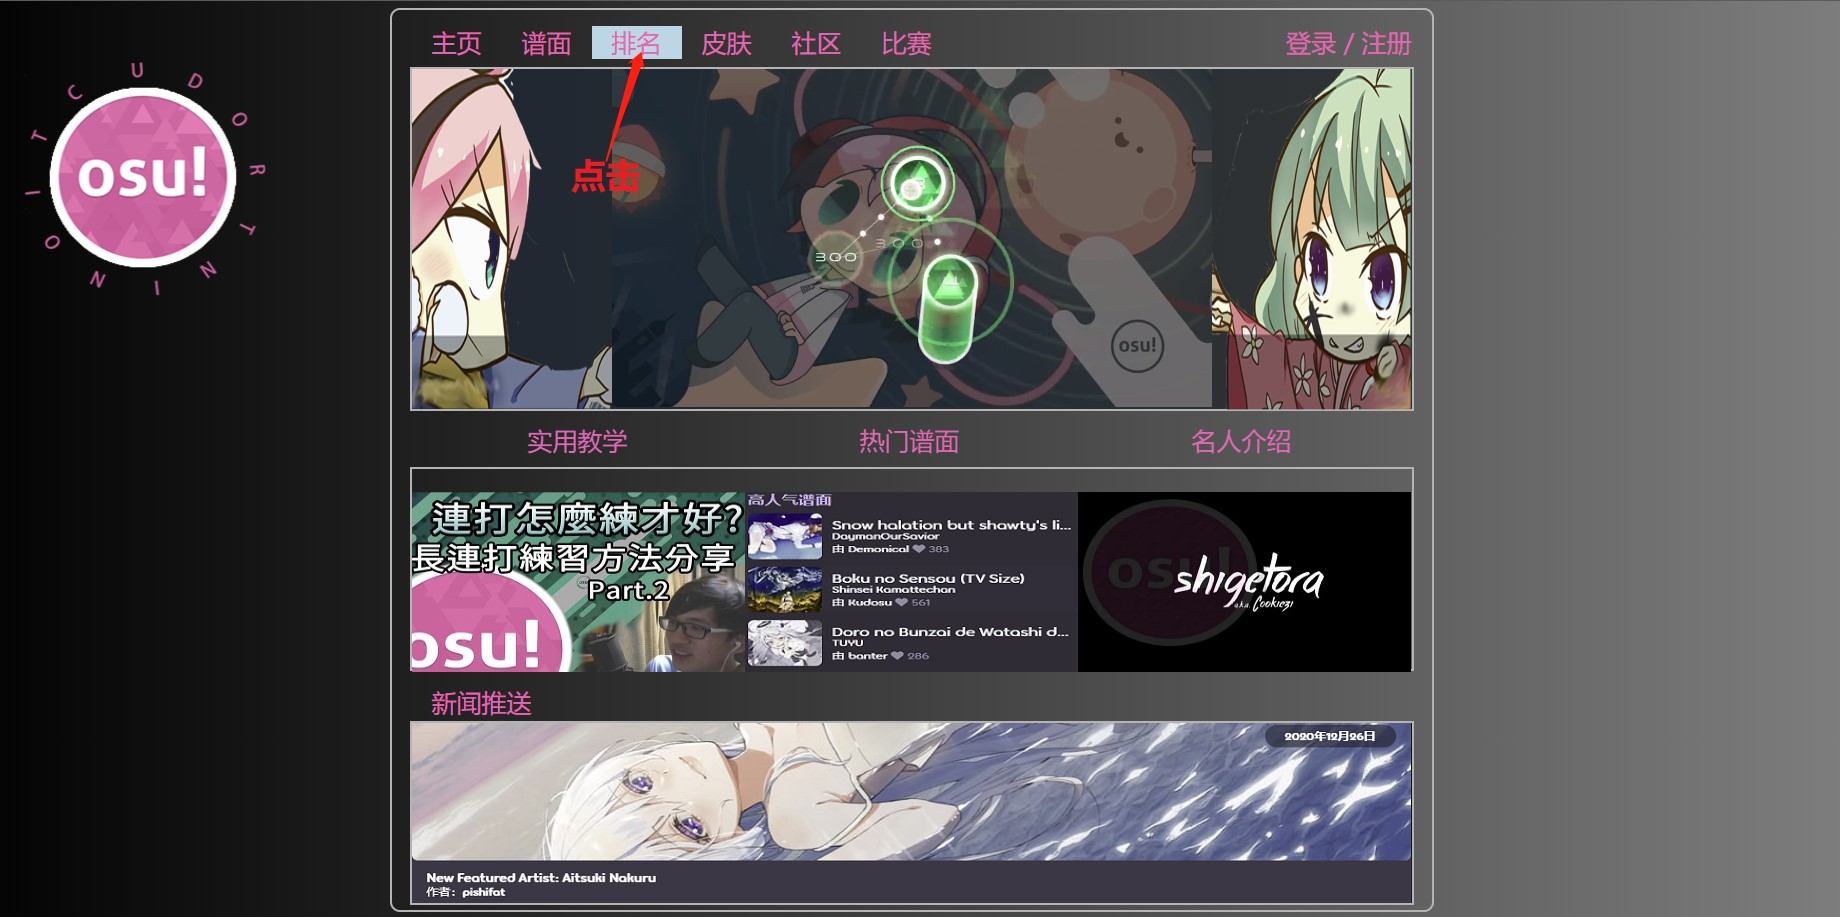 主页 谱面 排名 皮肤 社区 比赛 登录 / 注册
INTRODUCTION
osu!
点击
300
300
osu!
实用教学 热门谱面 名人介绍
連打怎麼練才好?
長連打練習方法分享
Part.2
osu!
高人气谱面
Snow halation but shawty's li...
DaymanOurSavior
由 Demonical 383
Boku no Sensou (TV Size)
Shinsei Kamattechan
由 Kudosu 561
Doro no Bunzai de Watashi d...
TUYU
由 banter 286
osu!
shigetora
a.k.a. Cookiezi
新闻推送
2020年12月26日
New Featured Artist: Aitsuki Nakuru
作者：pishifat